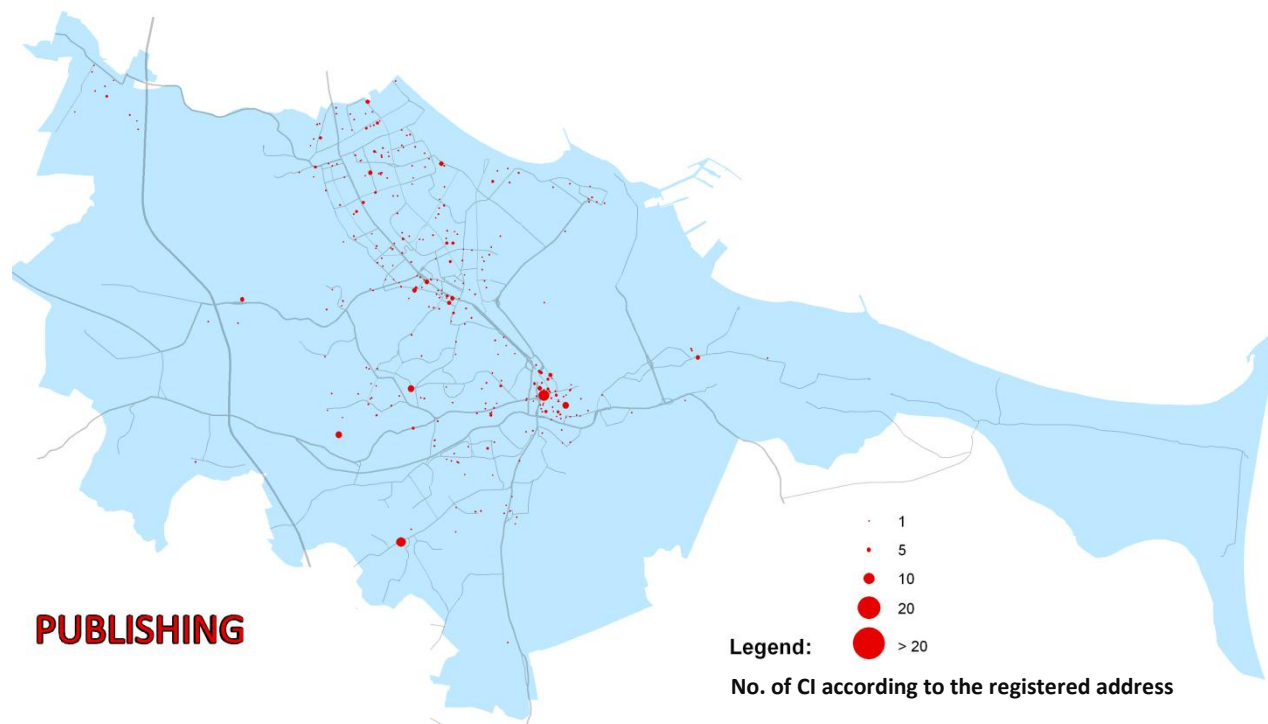 1
5
10
20
PUBLISHING
Legend:
> 20
No. of CI according to the registered address